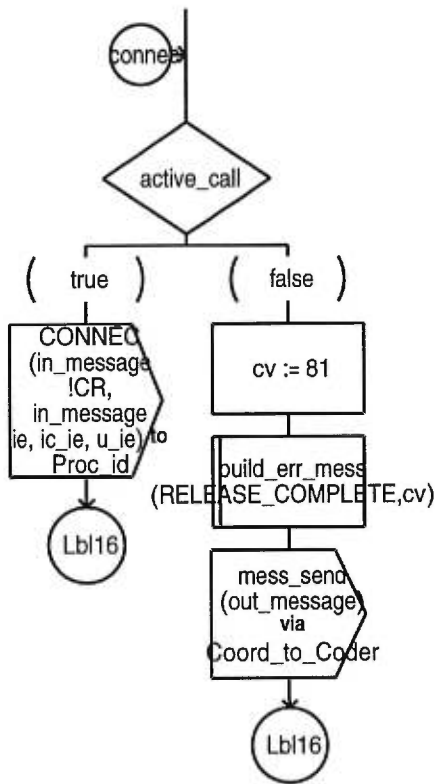 connec
active_call
( true ) ( false )
CONNEC
(in_message
!CR,
in_message
ie, ic_ie, u_ie) to
Proc_id
Lbl16
cv := 81
build_err_mess
(RELEASE_COMPLETE,cv)
mess_send
(out_message)
via
Coord_to_Coder
Lbl16